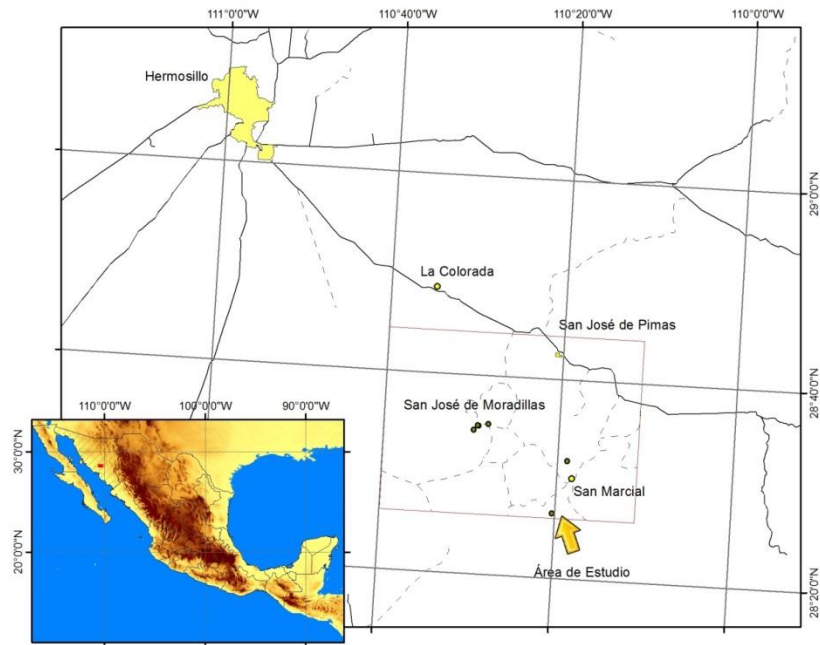 111°0'0"W
110°40'0"W
110°20'0"W
110°0'0"W
Hermosillo
29°0'0"N
La Colorada
San José de Pimas
28°40'0"N
San José de Moradillas
San Marcial
Área de Estudio
28°20'0"N
110°0'0"W
100°0'0"W
90°0'0"W
30°0'0"N
20°0'0"N